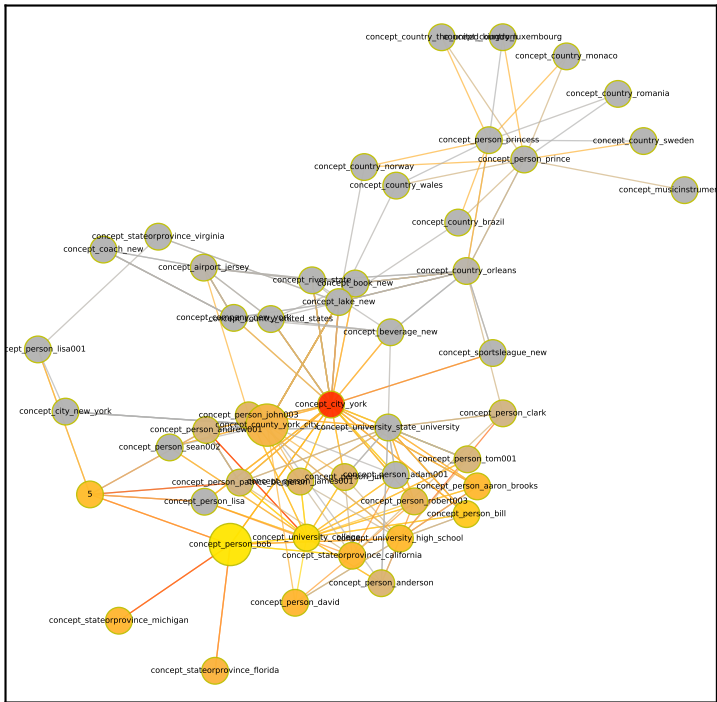 concept_country_the_united_kingdom
concept_country_luxembourg
concept_country_monaco
concept_country_romania
concept_person_princess
concept_country_sweden
concept_person_prince
concept_country_norway
concept_country_wales
concept_musicinstrumen
concept_country_brazil
concept_stateorprovince_virginia
concept_coach_new
concept_airport_jersey
concept_country_orleans
concept_river_state
concept_book_new
concept_lake_new
concept_company_new_york
concept_country_united_states
concept_beverage_new
cept_person_lisa001
concept_sportsleague_new
concept_city_york
concept_city_new_york
concept_person_john003
concept_person_clark
concept_county_york_city
concept_university_state_university
concept_person_andrew001
concept_person_sean002
concept_person_tom001
concept_person_adam001
concept_person_james001
concept_person_aaron_brooks
5
concept_person_lisa
concept_person_robert003
concept_person_bill
concept_university_college
concept_university_high_school
concept_person_bob
concept_stateorprovince_california
concept_person_anderson
concept_person_david
concept_stateorprovince_michigan
concept_stateorprovince_florida